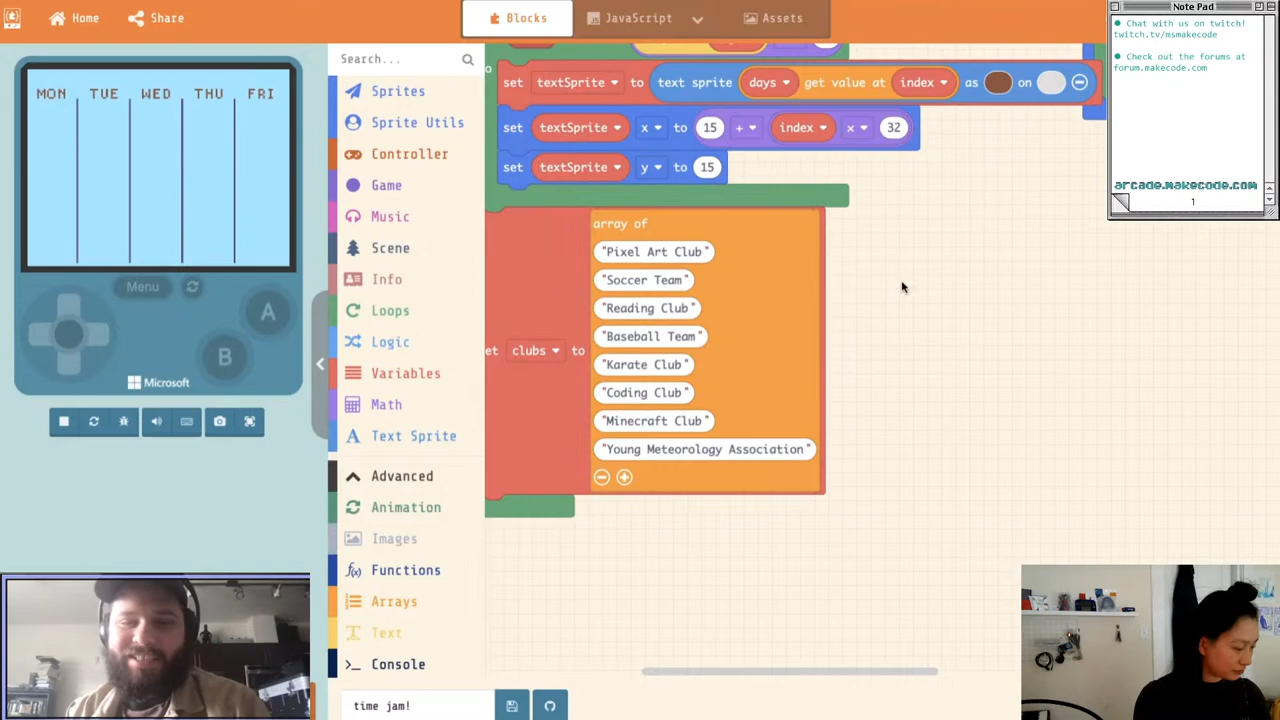 Home
Share
Blocks
JavaScript
Assets
Note Pad
Chat with us on twitch!
twitch.tv/msmakecode
Check out the forums at
forum.makecode.com
arcade.makecode.com
1
MON TUE WED THU FRI
Menu
A
B
Microsoft
Search...
Sprites
Sprite Utils
Controller
Game
Music
Scene
Info
Loops
Logic
Variables
Math
Text Sprite
Advanced
Animation
Images
Functions
Arrays
Text
Console
set textSprite to text sprite days get value at index as on
set textSprite x to 15 + index × 32
set textSprite y to 15
array of
"Pixel Art Club"
"Soccer Team"
"Reading Club"
"Baseball Team"
et clubs to
"Karate Club"
"Coding Club"
"Minecraft Club"
"Young Meteorology Association"
time jam!